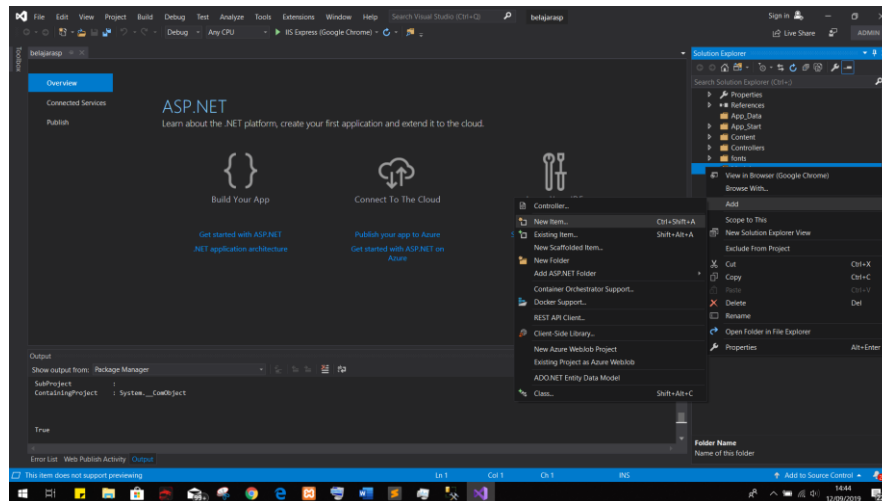 File Edit View Project Build Debug Test Analyze Tools Extensions Window Help Search Visual Studio (Ctrl+Q) belajarasp Sign in
Debug Any CPU IIS Express (Google Chrome) Live Share ADMIN
Toolbox
belajarasp
Overview
Connected Services
Publish
ASP.NET
Learn about the .NET platform, create your first application and extend it to the cloud.
Build Your App
Get started with ASP.NET
.NET application architecture
Connect To The Cloud
Publish your app to Azure
Get started with ASP.NET on
Azure
Solution Explorer
Search Solution Explorer (Ctrl+;)
Properties
References
App_Data
App_Start
Content
Controllers
fonts
View in Browser (Google Chrome)
Browse With...
Add
Scope to This
New Solution Explorer View
Exclude From Project
Cut Ctrl+X
Copy Ctrl+C
Paste Ctrl+V
Delete Del
Rename
Open Folder in File Explorer
Properties Alt+Enter
Controller...
New Item... Ctrl+Shift+A
Existing Item... Shift+Alt+A
New Scaffolded Item...
New Folder
Add ASP.NET Folder
Container Orchestrator Support...
Docker Support...
REST API Client...
Client-Side Library...
New Azure WebJob Project
Existing Project as Azure WebJob
ADO.NET Entity Data Model
Class... Shift+Alt+C
Output
Show output from: Package Manager
SubProject :
ContainingProject : System.__ComObject
True
Error List Web Publish Activity Output
Folder Name
Name of this folder
This item does not support previewing Ln 1 Col 1 Ch 1 INS Add to Source Control
99+
14:44
12/09/2019